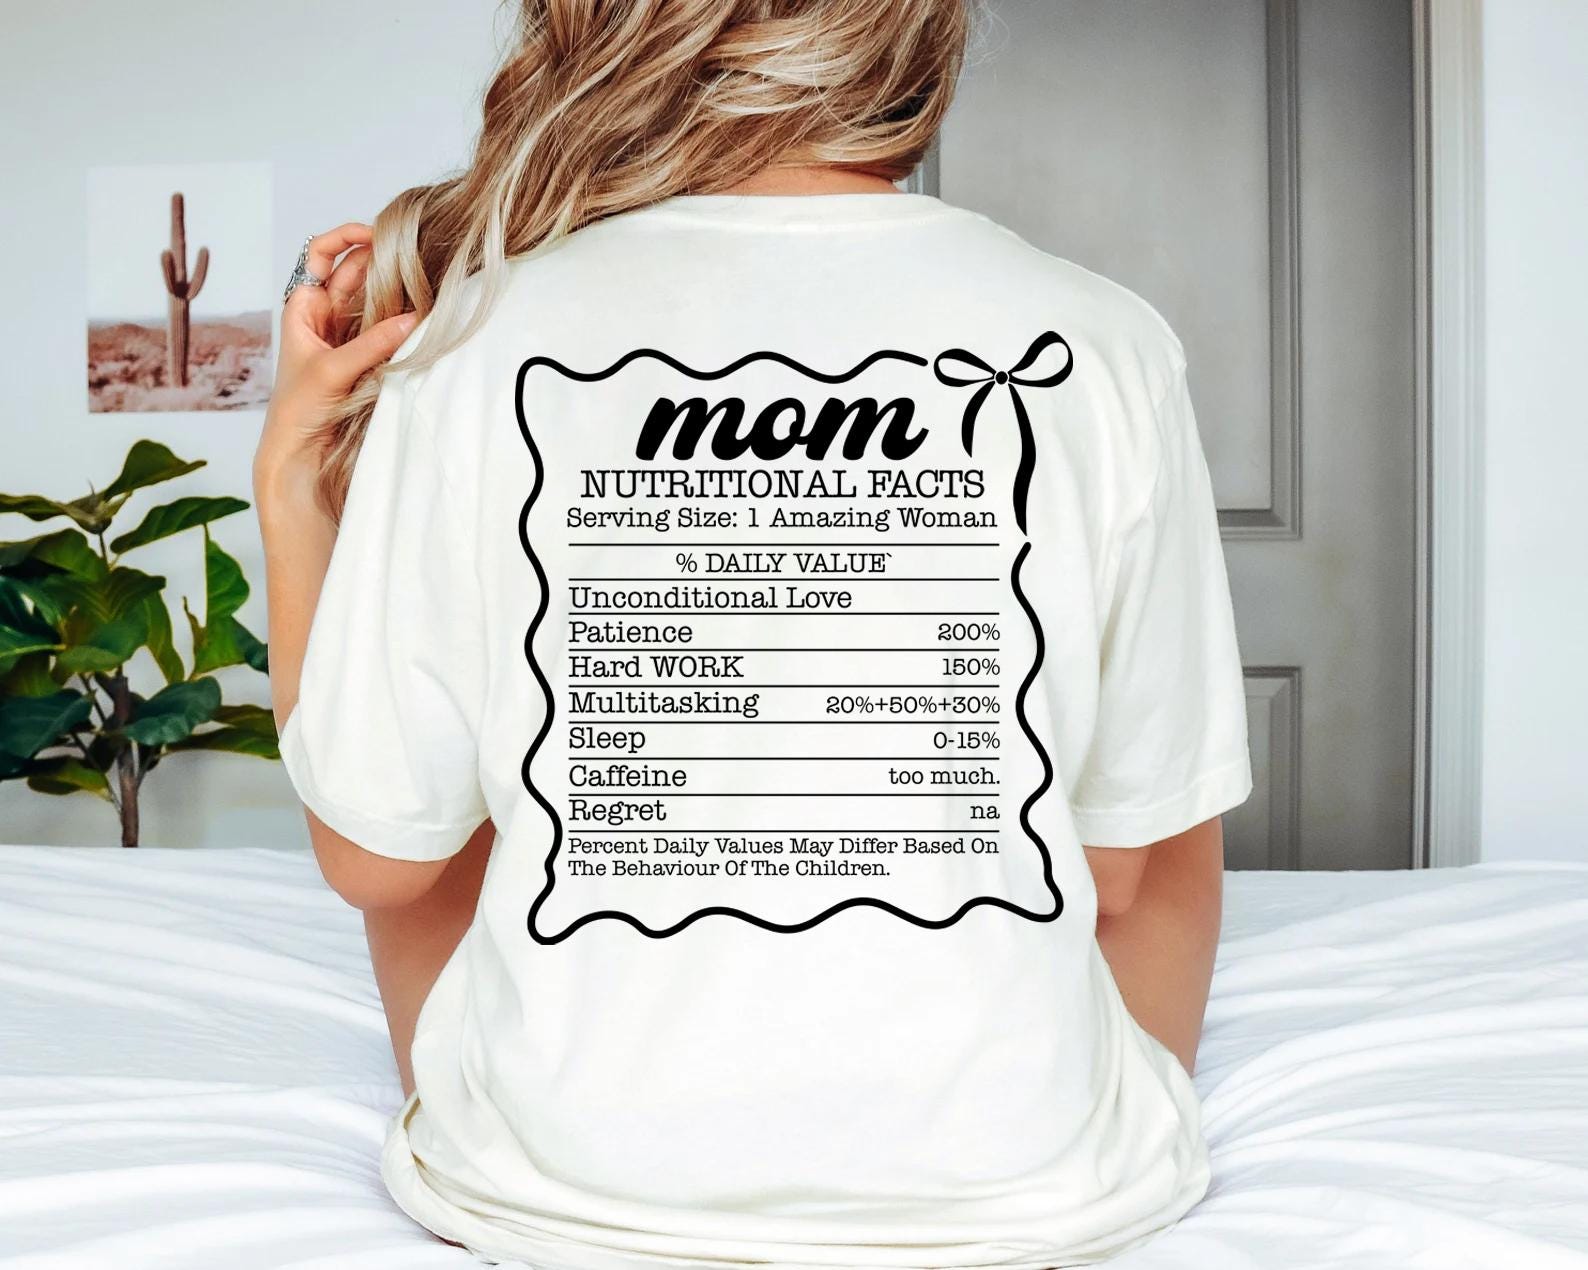 mom
NUTRITIONAL FACTS
Serving Size: 1 Amazing Woman
% DAILY VALUE`
Unconditional Love
Patience 200%
Hard WORK 150%
Multitasking 20%+50%+30%
Sleep 0-15%
Caffeine too much.
Regret na
Percent Daily Values May Differ Based On
The Behaviour Of The Children.